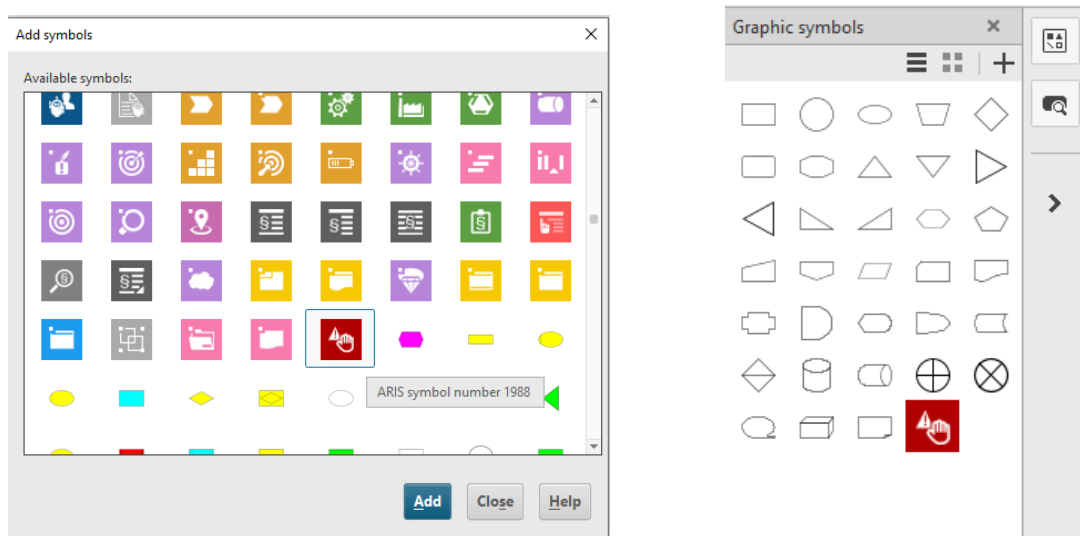 Add symbols
Available symbols:
ARIS symbol number 1988
Add
Close
Help
Graphic symbols